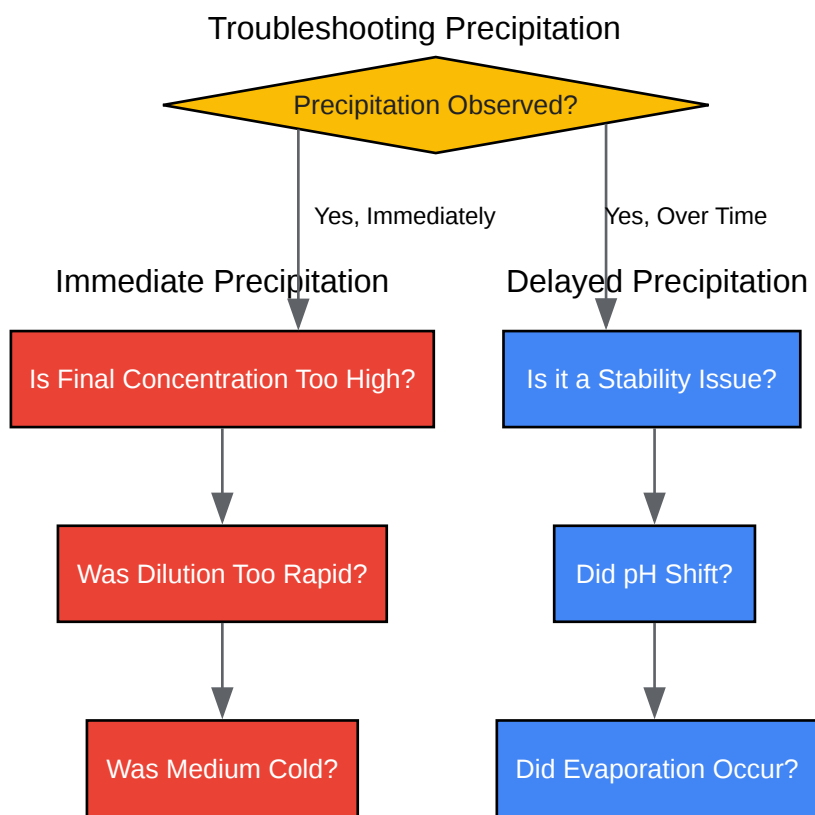 Troubleshooting Precipitation
Precipitation Observed?
Yes, Immediately
Yes, Over Time
Immediate Precipitation
Delayed Precipitation
Is Final Concentration Too High?
Is it a Stability Issue?
Was Dilution Too Rapid?
Did pH Shift?
Was Medium Cold?
Did Evaporation Occur?